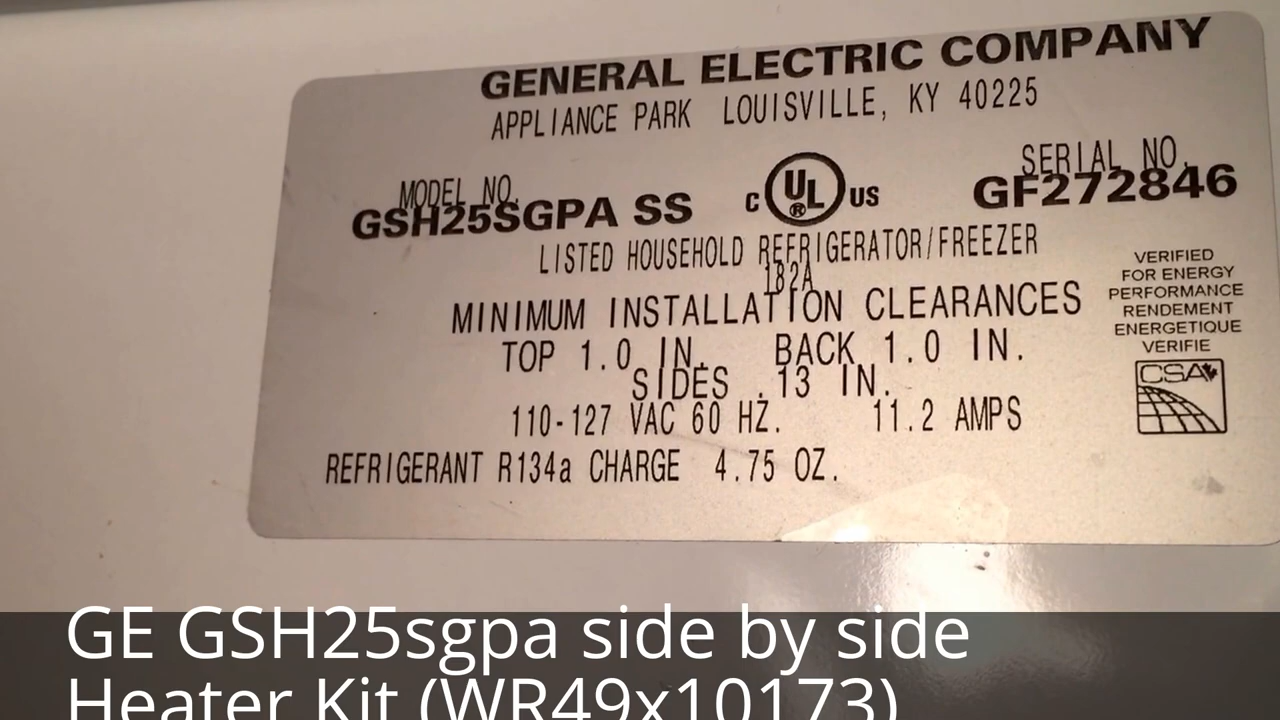 GENERAL ELECTRIC COMPANY
APPLIANCE PARK LOUISVILLE, KY 40225
MODEL NO.
GSH25SGPA SS
C UL ® US
SERIAL NO.
GF272846
LISTED HOUSEHOLD REFRIGERATOR/FREEZER
182A
MINIMUM INSTALLATION CLEARANCES
TOP 1.0 IN. BACK 1.0 IN.
SIDES .13 IN.
110-127 VAC 60 HZ. 11.2 AMPS
REFRIGERANT R134a CHARGE 4.75 OZ.
VERIFIED
FOR ENERGY
PERFORMANCE
RENDEMENT
ENERGETIQUE
VERIFIE
CSA
GE GSH25sgpa side by side
Heater Kit (WR49x10173)